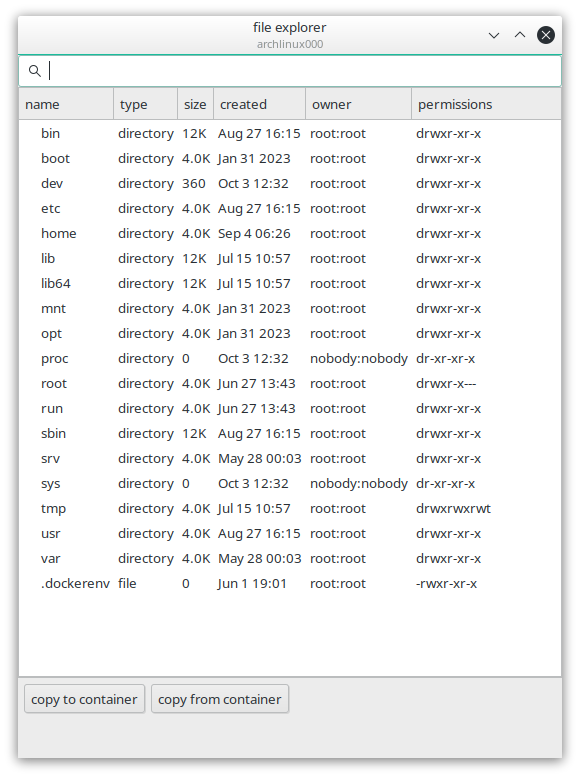 file explorer
archlinux000
name type size created owner permissions
bin directory 12K Aug 27 16:15 root:root drwxr-xr-x
boot directory 4.0K Jan 31 2023 root:root drwxr-xr-x
dev directory 360 Oct 3 12:32 root:root drwxr-xr-x
etc directory 4.0K Aug 27 16:15 root:root drwxr-xr-x
home directory 4.0K Sep 4 06:26 root:root drwxr-xr-x
lib directory 12K Jul 15 10:57 root:root drwxr-xr-x
lib64 directory 12K Jul 15 10:57 root:root drwxr-xr-x
mnt directory 4.0K Jan 31 2023 root:root drwxr-xr-x
opt directory 4.0K Jan 31 2023 root:root drwxr-xr-x
proc directory 0 Oct 3 12:32 nobody:nobody dr-xr-xr-x
root directory 4.0K Jun 27 13:43 root:root drwxr-x---
run directory 4.0K Jun 27 13:43 root:root drwxr-xr-x
sbin directory 12K Aug 27 16:15 root:root drwxr-xr-x
srv directory 4.0K May 28 00:03 root:root drwxr-xr-x
sys directory 0 Oct 3 12:32 nobody:nobody dr-xr-xr-x
tmp directory 4.0K Jul 15 10:57 root:root drwxrwxrwt
usr directory 4.0K Aug 27 16:15 root:root drwxr-xr-x
var directory 4.0K May 28 00:03 root:root drwxr-xr-x
.dockerenv file 0 Jun 1 19:01 root:root -rwxr-xr-x
copy to container copy from container